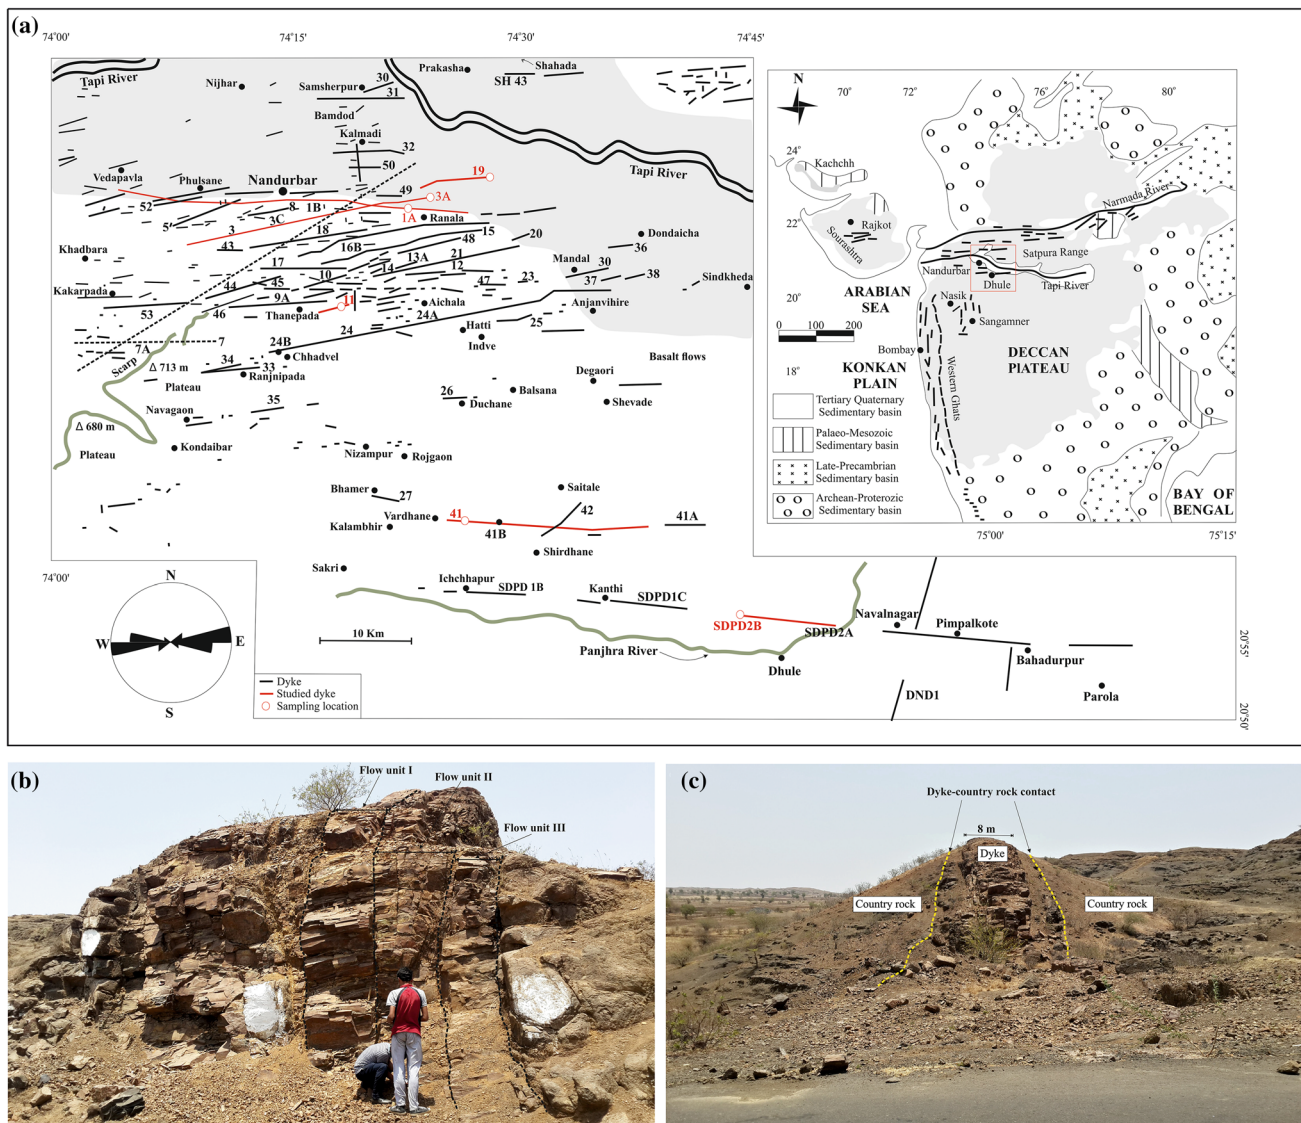 (a)
74°00'
74°15'
74°30'
74°45'
Tapi River
Nijhar
Samsherpur
30
31
Prakasha
Shahada
SH 43
Bamdod
Kalmadi
32
50
Tapi River
Vedapavla
Phulsane
Nandurbar
49
19
3A
52
8
1B
1A
Ranala
5'
3
3C
18
15
43
16B
48
20
Dondaicha
36
Khadbara
17
13A
21
Mandal
30
10
14
12
38
Sindkheda
44
45
47
23
37
Kakarpada
9A
11
Aichala
Anjanvihire
53
46
Thanepada
24A
24
25
Hatti
Indve
7
7A
24B
Chhadvel
Basalt flows
Scarp
Δ 713 m
34
33
Ranjnipada
Degaori
Plateau
35
26
Balsana
Navagaon
Duchane
Shevade
Δ 680 m
Kondaibar
Nizampur
Rojgaon
Plateau
Bhamer
27
Saitale
Vardhane
41
42
41A
Kalambhir
41B
Shirdhane
74°00'
Sakri
Ichchhapur
SDPD 1B
Kanthi
SDPD1C
SDPD2B
SDPD2A
Navalnagar
Pimpalkote
Bahadurpur
10 Km
Panjhra River
Dhule
DND1
Parola
75°00'
75°15'
20°55'
20°50'
N
W
E
S
Dyke
Studied dyke
Sampling location
N
70°
72°
76°
80°
24°
Kachchh
22°
Rajkot
Sourashtra
Narmada River
Satpura Range
Nandurbar
Dhule
Tapi River
20°
ARABIAN
SEA
Nasik
Sangamner
0 100 200
Bombay
KONKAN
PLAIN
18°
DECCAN
PlATEAU
Western Ghats
Tertiary Quaternary
Sedimentary basin
Palaeo-Mesozoic
Sedimentary basin
Late-Precambrian
Sedimentary basin
Archean-Proterozic
Sedimentary basin
BAY OF
BENGAL
(b)
Flow unit I
Flow unit II
Flow unit III
(c)
Dyke-country rock contact
8 m
Dyke
Country rock
Country rock